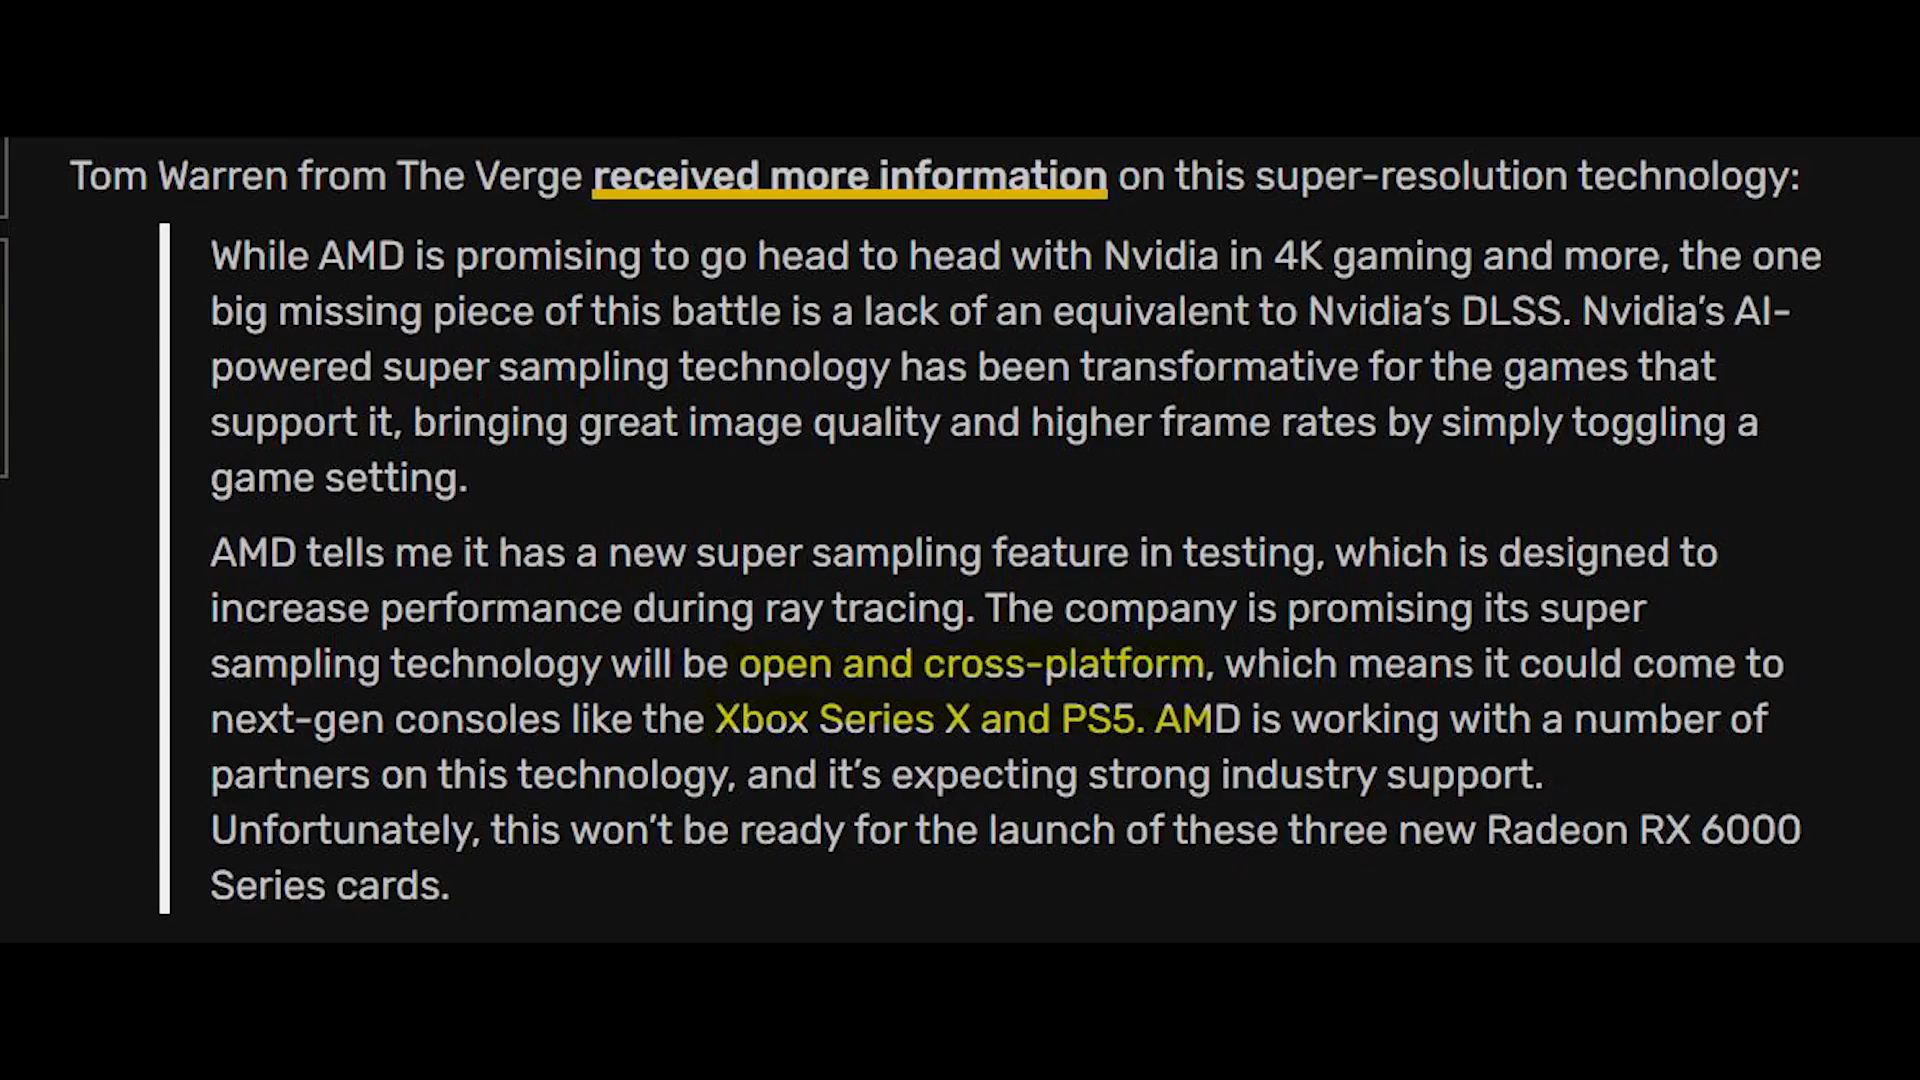 Tom Warren from The Verge received more information on this super-resolution technology:
While AMD is promising to go head to head with Nvidia in 4K gaming and more, the one
big missing piece of this battle is a lack of an equivalent to Nvidia’s DLSS. Nvidia’s AI-
powered super sampling technology has been transformative for the games that
support it, bringing great image quality and higher frame rates by simply toggling a
game setting.
AMD tells me it has a new super sampling feature in testing, which is designed to
increase performance during ray tracing. The company is promising its super
sampling technology will be open and cross-platform, which means it could come to
next-gen consoles like the Xbox Series X and PS5. AMD is working with a number of
partners on this technology, and it’s expecting strong industry support.
Unfortunately, this won’t be ready for the launch of these three new Radeon RX 6000
Series cards.